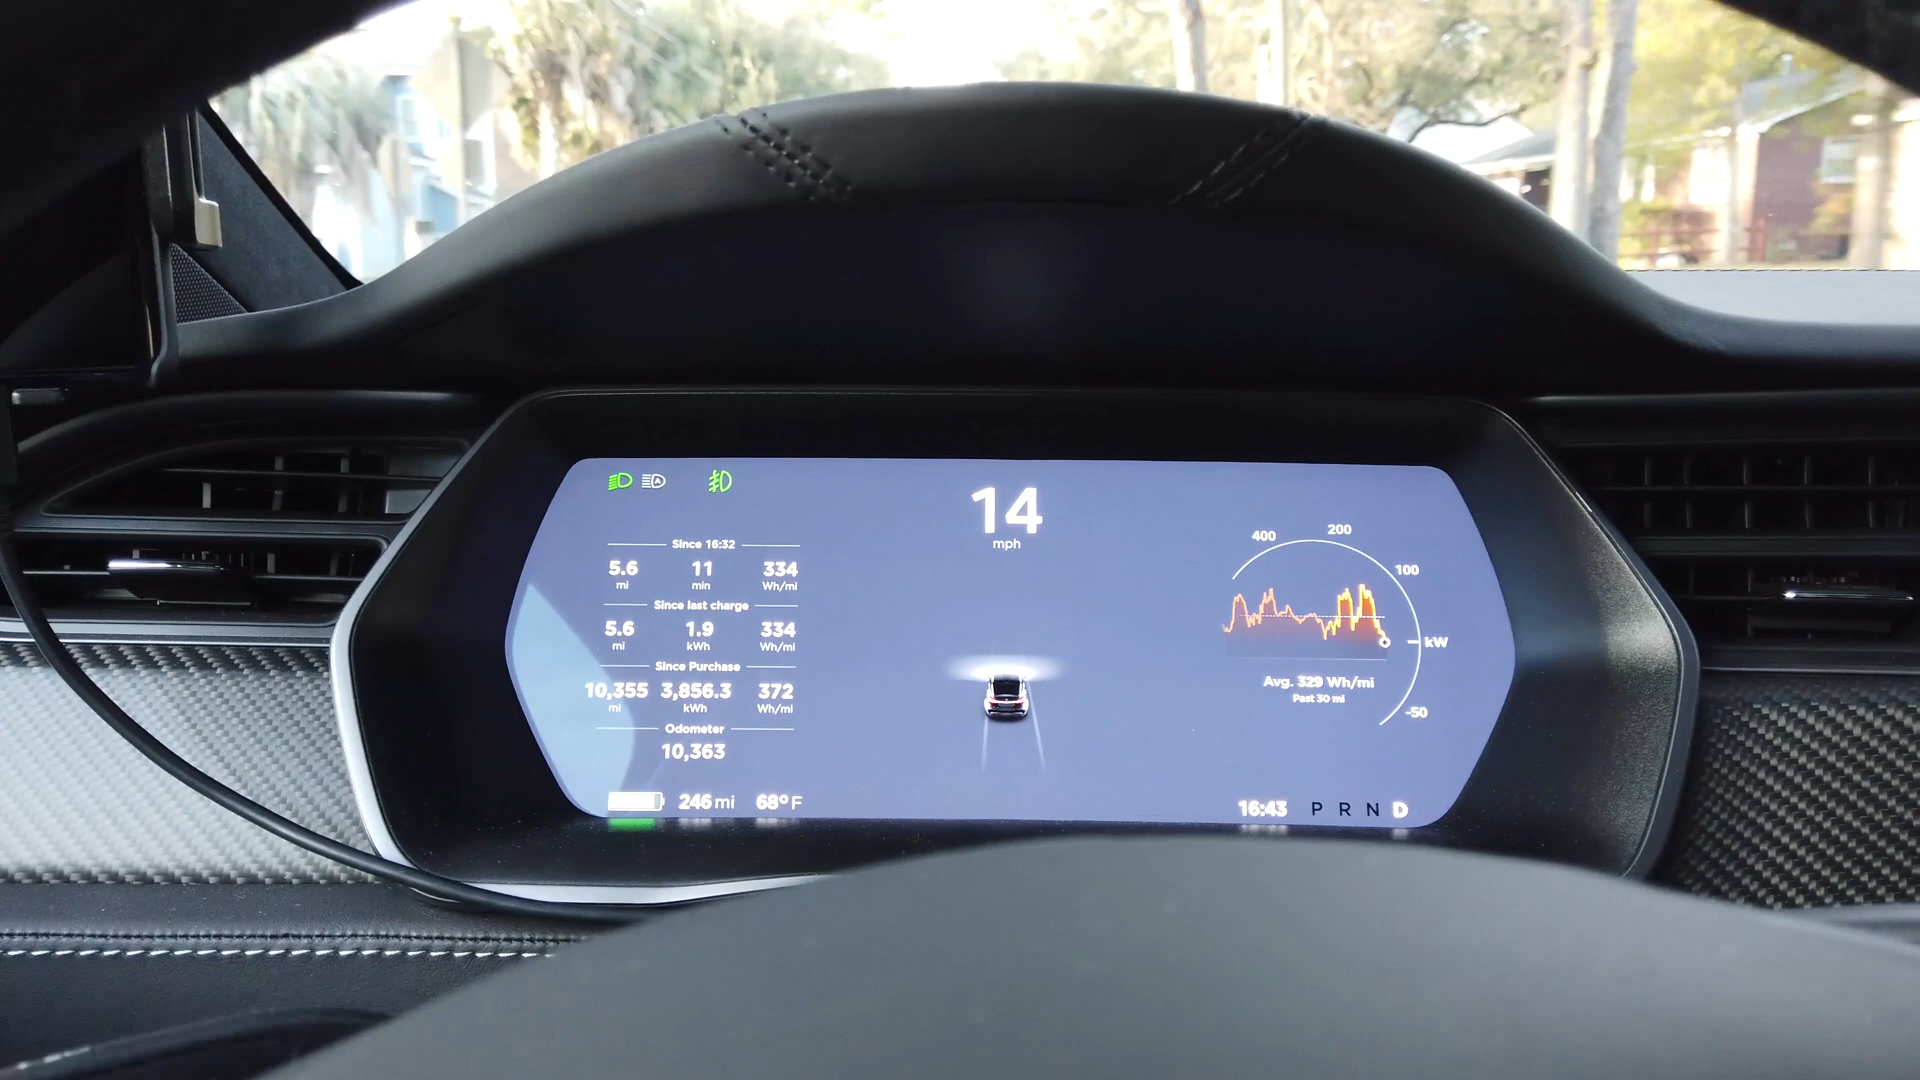 14
mph
Since 16:32
5.6 11 334
mi min Wh/mi
Since last charge
5.6 1.9 334
mi kWh Wh/mi
Since Purchase
10,355 3,856.3 372
mi kWh Wh/mi
Odometer
10,363
246 mi 68° F
400 200
100
kW
-50
Avg. 329 Wh/mi
Past 30 mi
16:43 P R N D